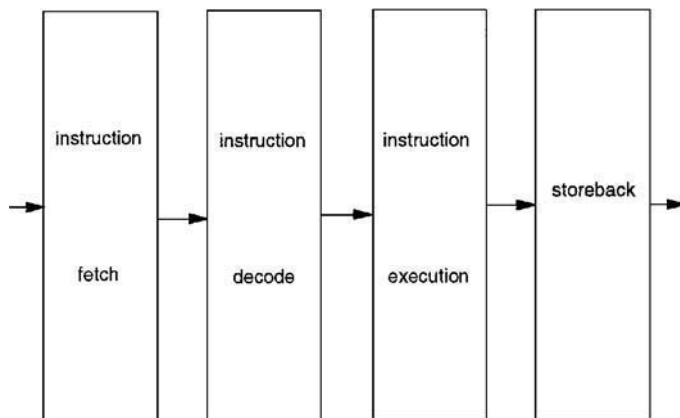 instruction
fetch
instruction
decode
instruction
execution
storeback